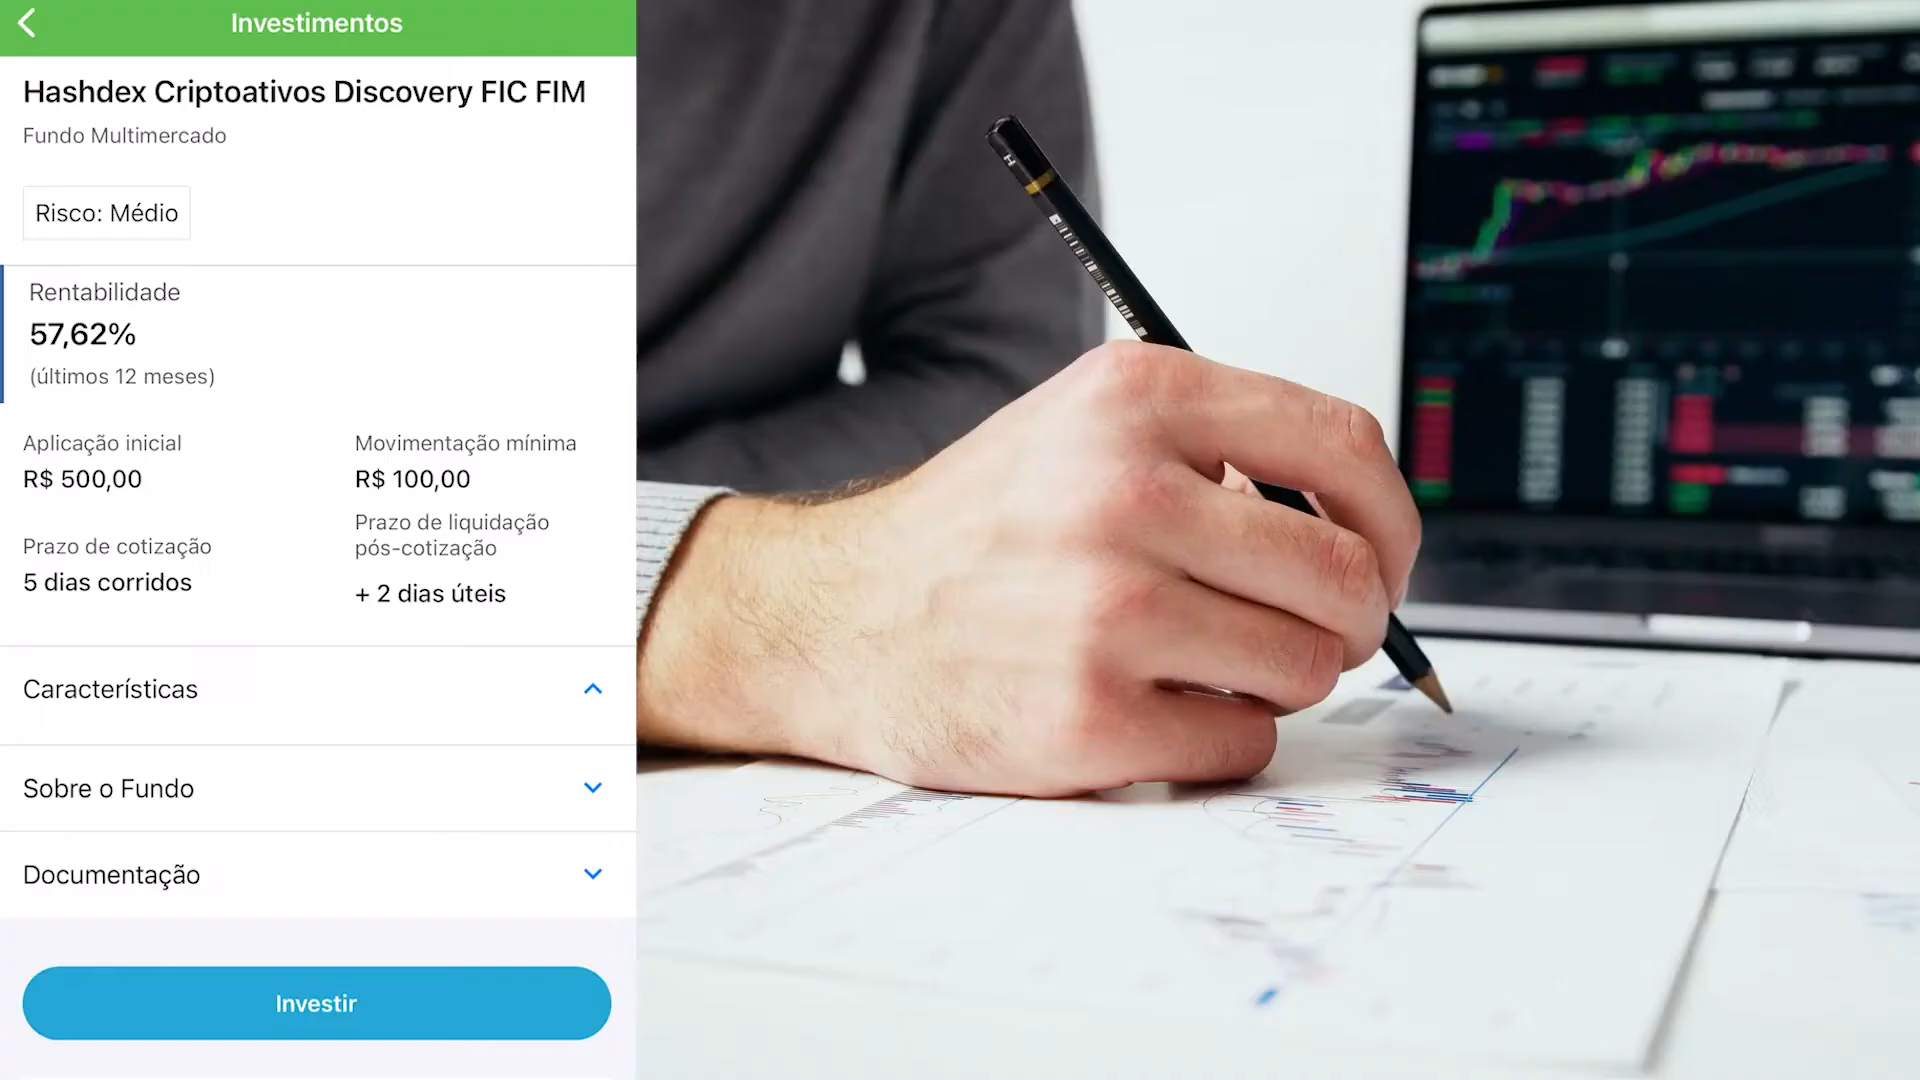 Investimentos
Hashdex Criptoativos Discovery FIC FIM
Fundo Multimercado
Risco: Médio
Rentabilidade
57,62%
(últimos 12 meses)
Aplicação inicial
R$ 500,00
Movimentação mínima
R$ 100,00
Prazo de cotização
5 dias corridos
Prazo de liquidação
pós-cotização
+ 2 dias úteis
Características
Sobre o Fundo
Documentação
Investir
H